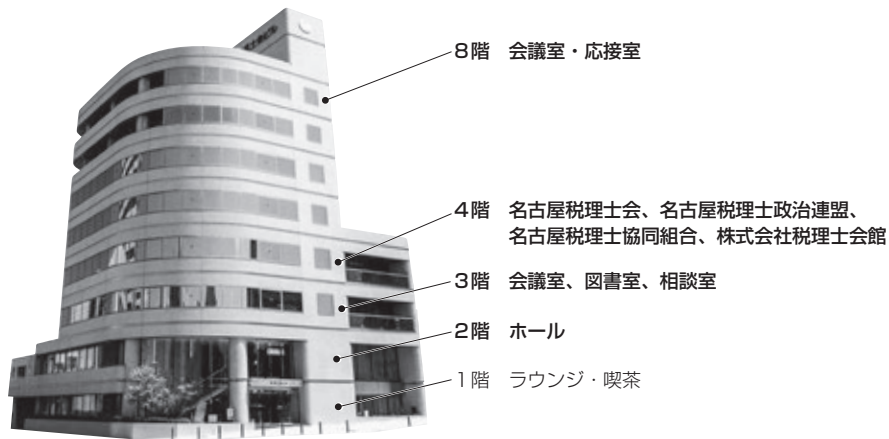 8階 会議室・応接室
4階 名古屋税理士会、名古屋税理士政治連盟、
名古屋税理士協同組合、株式会社税理士会館
3階 会議室、図書室、相談室
2階 ホール
1階 ラウンジ・喫茶